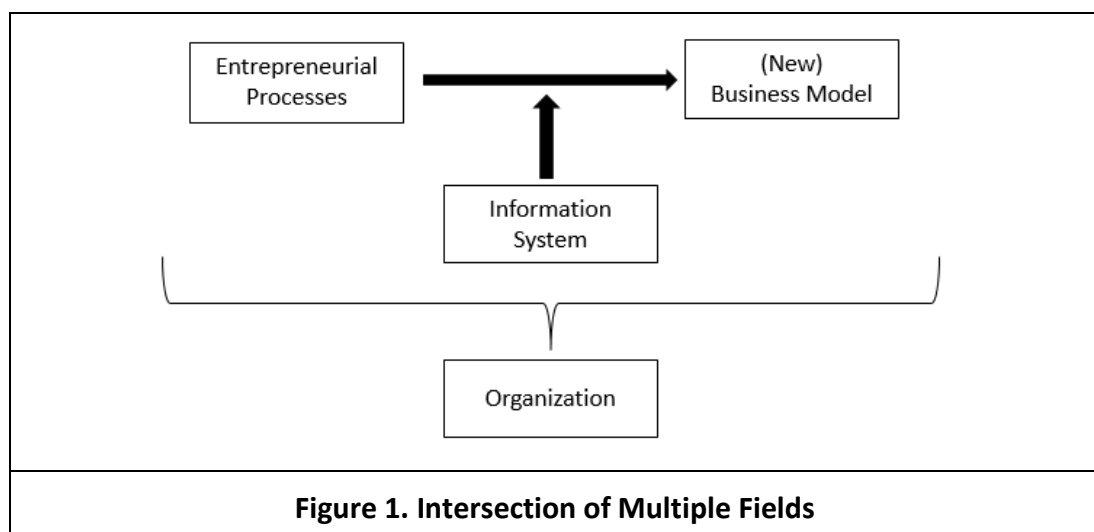 Entrepreneurial
Processes
(New)
Business Model
Information
System
Organization
Figure 1. Intersection of Multiple Fields